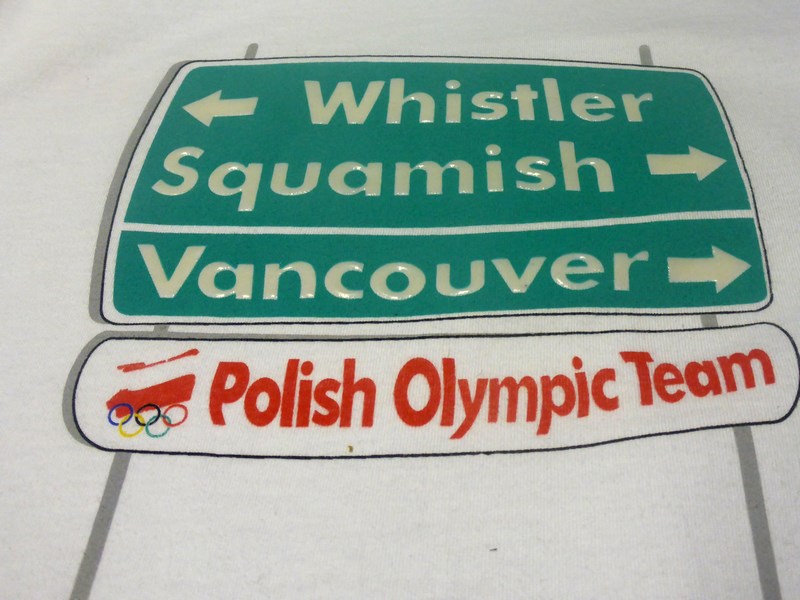 Whistler
Squamish
Vancouver
Polish Olympic Team